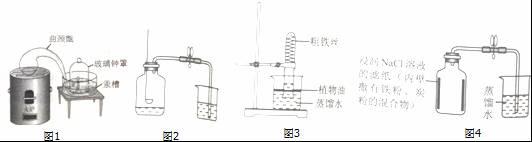 曲颈甑
玻璃钟罩
汞槽
图1
图2
粗铁丝
植物油
蒸馏水
图3
浸润NaCl溶液
的滤纸（内壁
撒有铁粉、炭
粉的混合物）
蒸
馏
水
图4